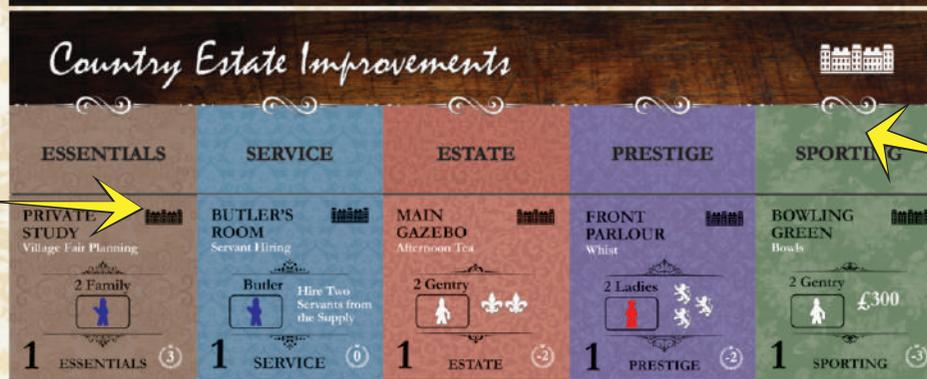 Country Estate Improvements
ESSENTIALS
SERVICE
ESTATE
PRESTIGE
SPORTING
PRIVATE
STUDY
Village Fair Planning
2 Family
1 ESSENTIALS 3
BUTLER'S
ROOM
Servant Hiring
Butler
Hire Two
Servants from
the Supply
1 SERVICE 0
MAIN
GAZEBO
Afternoon Tea
2 Gentry
1 ESTATE -2
FRONT
PARLOUR
Whist
2 Ladies
1 PRESTIGE -2
BOWLING
GREEN
Bowls
2 Gentry
£300
1 SPORTING -3